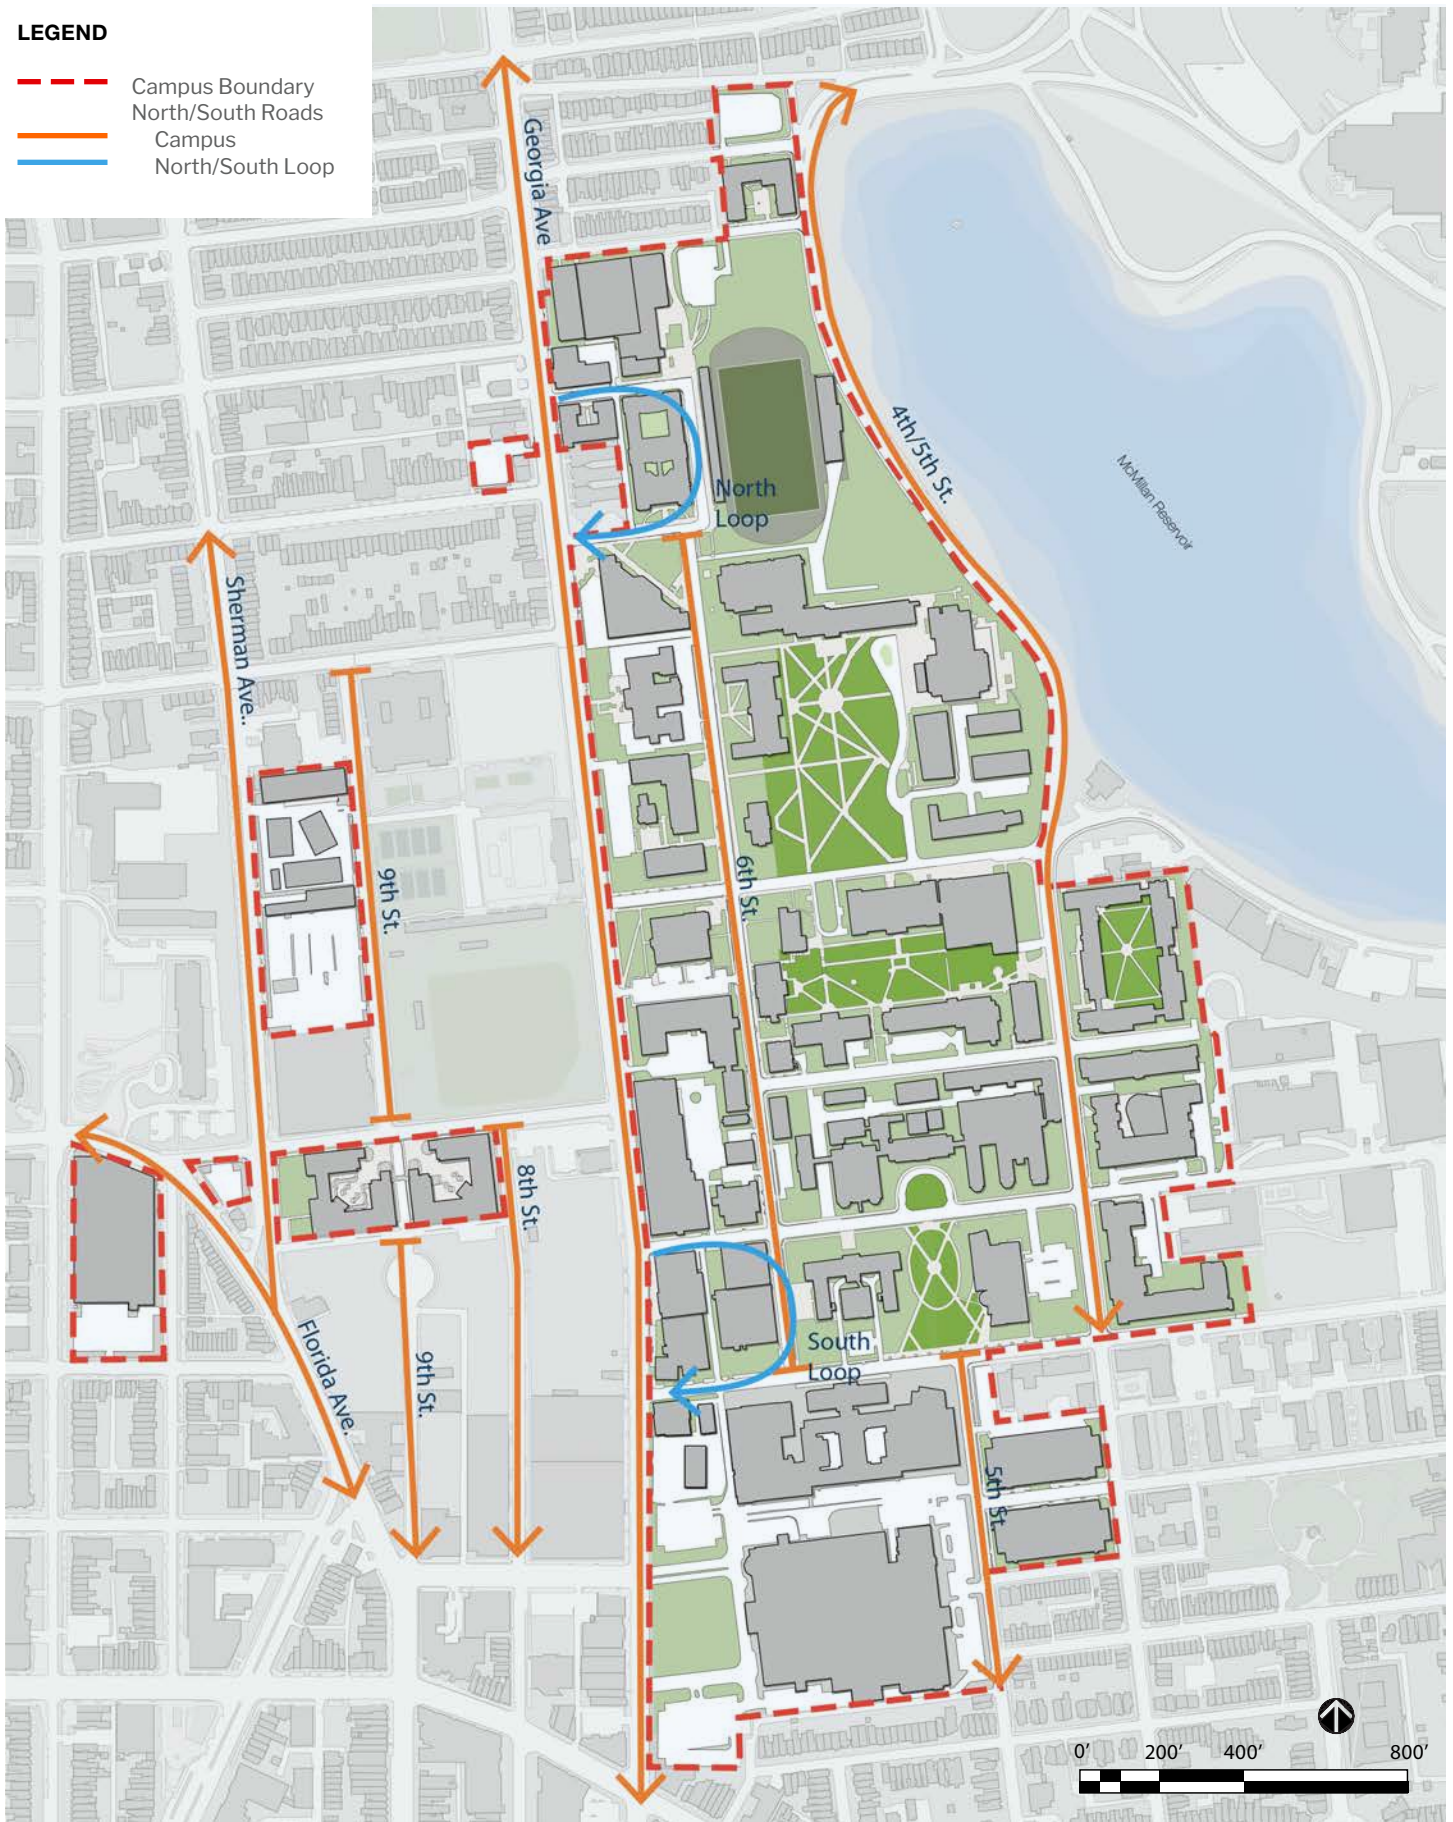 LEGEND
Campus Boundary
North/South Roads
Campus
North/South Loop
Georgia Ave
4th/5th St.
McMillan Reservoir
North
Loop
Sherman Ave..
9th St.
6th St.
8th St.
Florida Ave.
9th St.
South
Loop
5th St.
0’ 200’ 400’ 800’